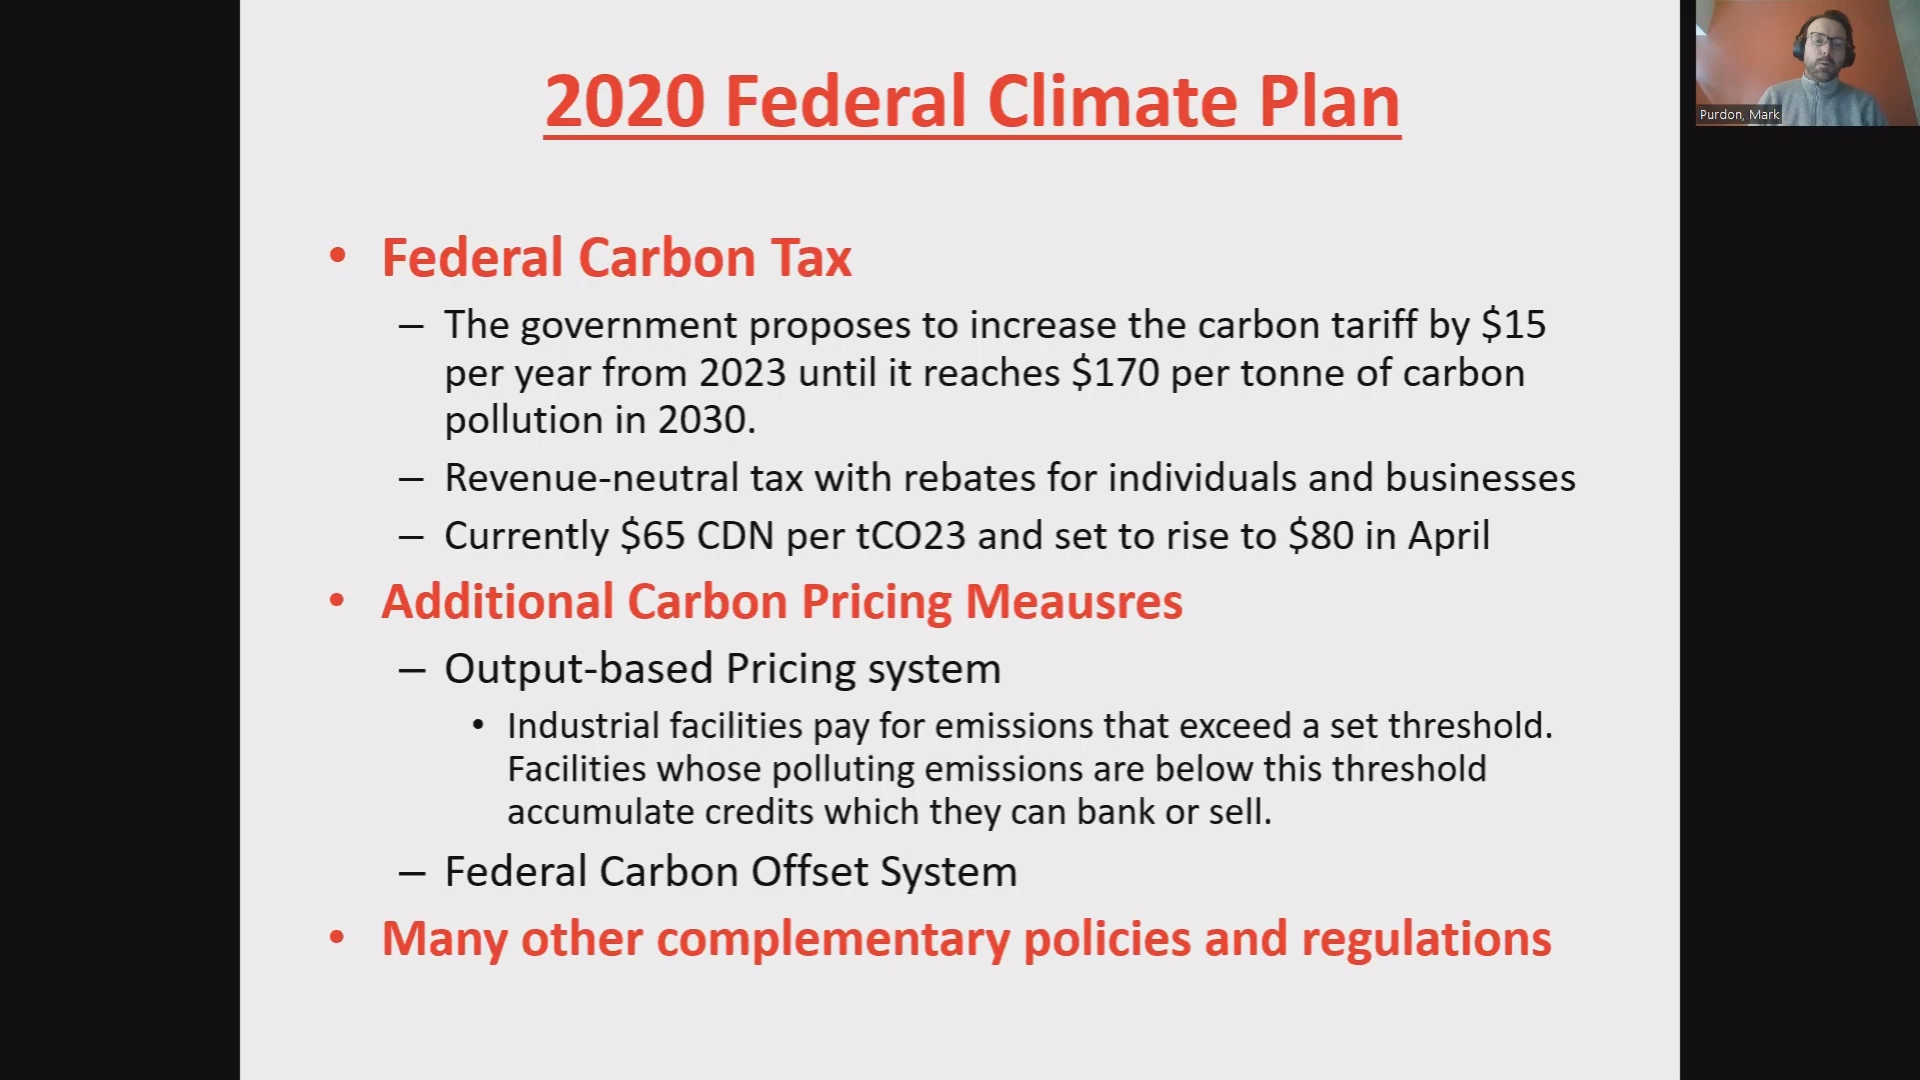 2020 Federal Climate Plan
Purdon, Mark
• Federal Carbon Tax
– The government proposes to increase the carbon tariff by $15
per year from 2023 until it reaches $170 per tonne of carbon
pollution in 2030.
– Revenue-neutral tax with rebates for individuals and businesses
– Currently $65 CDN per tCO23 and set to rise to $80 in April
• Additional Carbon Pricing Meausres
– Output-based Pricing system
• Industrial facilities pay for emissions that exceed a set threshold.
Facilities whose polluting emissions are below this threshold
accumulate credits which they can bank or sell.
– Federal Carbon Offset System
• Many other complementary policies and regulations